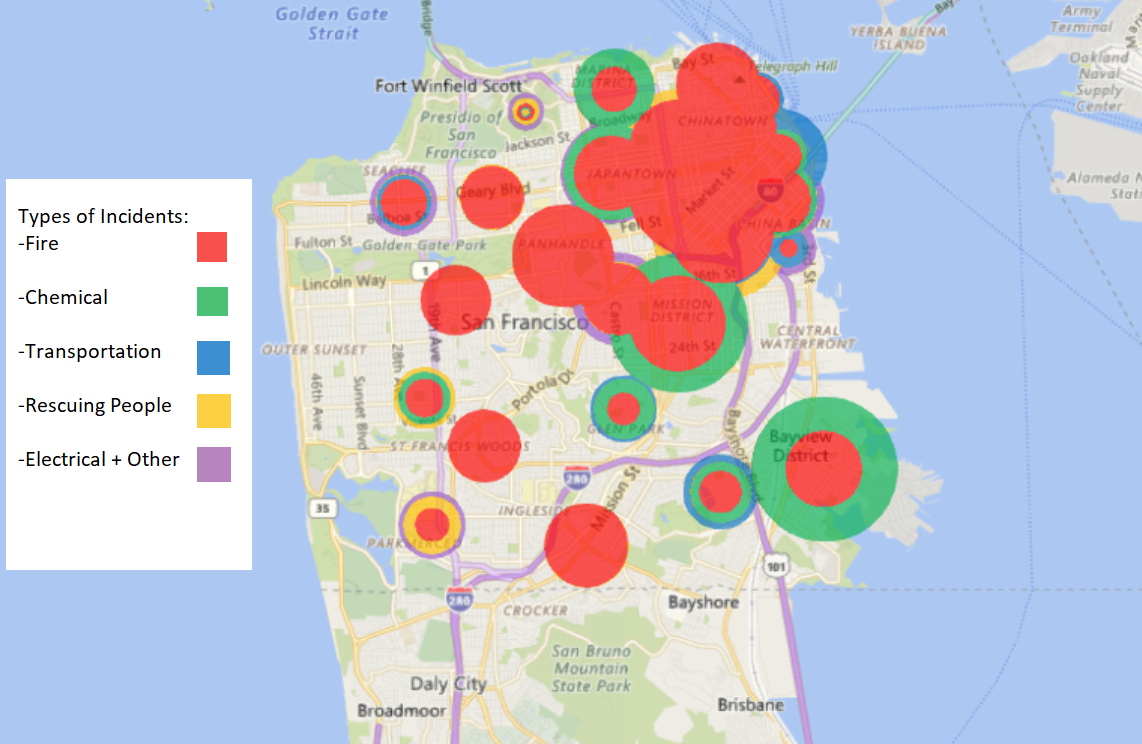 Golden Gate
Strait
Bridge
Bay
Army
Terminal
YERBA BUENA
ISLAND
Oakland
Naval
Supply
Center
Bay St
Telegraph Hill
MARINA
DISTRICT
Fort Winfield Scott
Presidio of
San
Francisco
Broadway
CHINATOWN
Jackson St
SEACLIFF
JAPANTOWN
Market St
80
Alameda N
Stati
Geary Blvd
Balboa St
Types of Incidents:
-Fire
-Chemical
-Transportation
-Rescuing People
-Electrical + Other
Fell St
CHINA BASIN
Fulton St
Golden Gate Park
PANHANDLE
3rd St
1
16th St
Lincoln Way
MISSION
DISTRICT
San Francisco
Castro St
19th Ave
CENTRAL
WATERFRONT
OUTER SUNSET
28th Ave
24th St
46th Ave
Sunset Blvd
Portola Dr
GLEN PARK
Bayshore Blvd
Bayview
District
ST FRANCIS WOODS
280
Mission St
35
INGLESIDE
PARKMERCED
101
280
CROCKER
Bayshore
San Bruno
Mountain
State Park
Daly City
Broadmoor
Brisbane